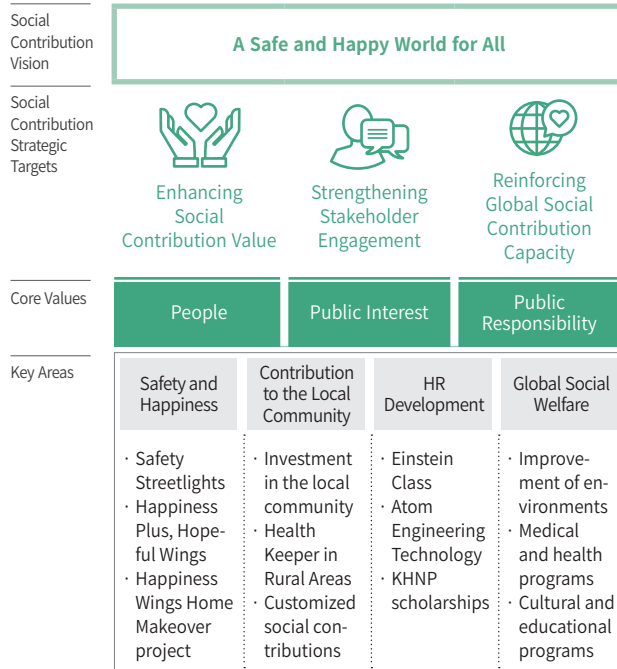 Social
Contribution
Vision
A Safe and Happy World for All
Social
Contribution
Strategic
Targets
Enhancing
Social
Contribution Value
Strengthening
Stakeholder
Engagement
Reinforcing
Global Social
Contribution
Capacity
Core Values
People
Public Interest
Public
Responsibility
Key Areas
Safety and
Happiness
· Safety
Streetlights
· Happiness
Plus, Hope-
ful Wings
· Happiness
Wings Home
Makeover
project
Contribution
to the Local
Community
· Investment
in the local
community
· Health
Keeper in
Rural Areas
· Customized
social con-
tributions
HR
Development
· Einstein
Class
· Atom
Engineering
Technology
· KHNP
scholarships
Global Social
Welfare
· Improve-
ment of en-
vironments
· Medical
and health
programs
· Cultural and
educational
programs